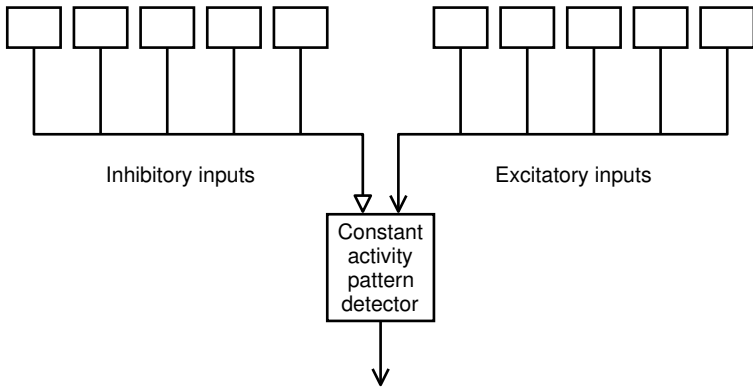 Inhibitory inputs
Excitatory inputs
Constant
activity
pattern
detector